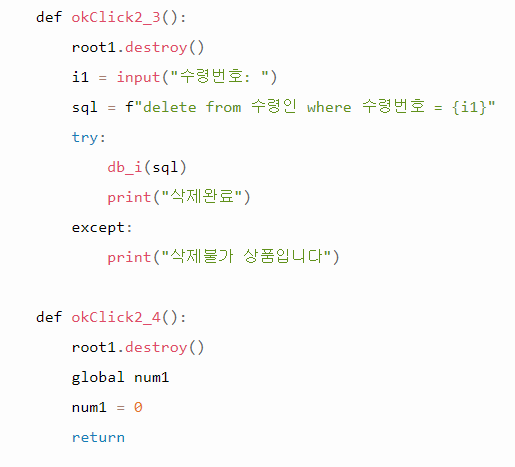 def okClick2_3():
    root1.destroy()
    i1 = input("수령번호: ")
    sql = f"delete from 수령인 where 수령번호 = {i1}"
    try:
        db_i(sql)
        print("삭제완료")
    except:
        print("삭제불가 상품입니다")
def okClick2_4():
    root1.destroy()
    global num1
    num1 = 0
    return